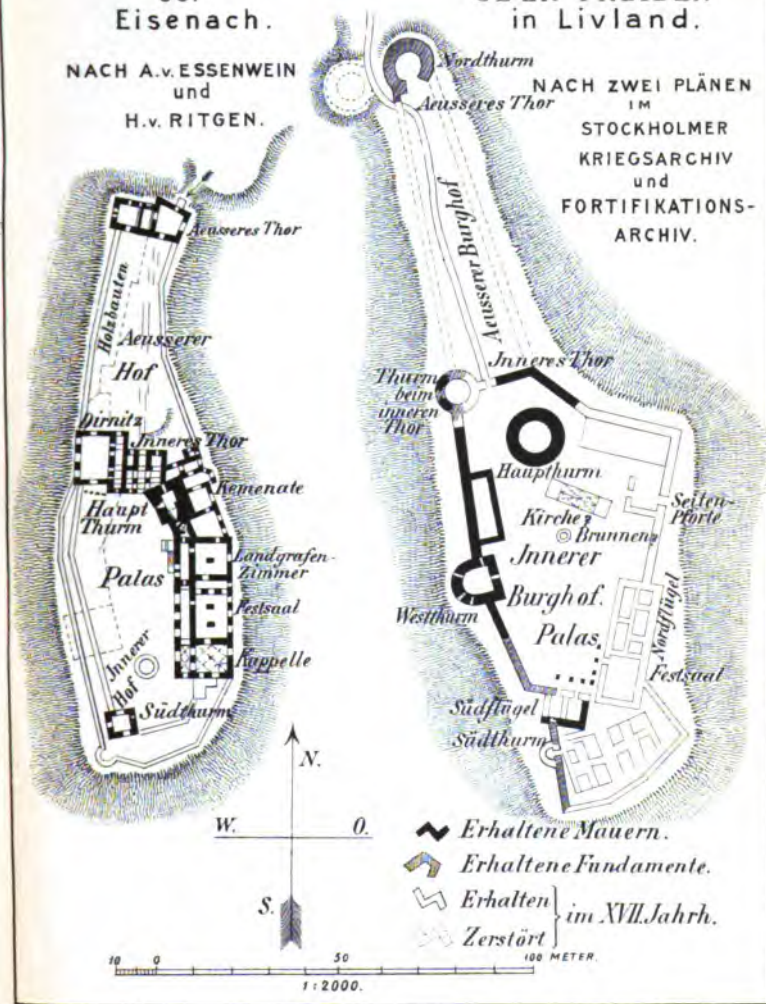 Eisenach.
NACH A.v. ESSENWEIN
und
H.v. RITGEN.
Aeusseres Thor
Holzbauten
Aeusserer
Hof
Dirnitz
Jnneres Thor
Kemenate
Haupt
Thurm
Landgrafen-
Zimmer
Palas
Festsaal
Kappelle
Jnnerer
Hof
Südthurm
in Livland.
NACH ZWEI PLÄNEN
IM
STOCKHOLMER
KRIEGSARCHIV
und
FORTIFIKATIONS-
ARCHIV.
Nordthurm
Aeusseres Thor
Aeusserer Burghof
Jnneres Thor
Thurm
beim
inneren
Thor
Hauptthurm
Kirche
Brunnen
Seiten-
Pforte
Jnnerer
Burghof.
Westthurm
Palas
Nordflügel
Festsaal
Südflügel
Südthurm
N.
W. O.
S.
Erhaltene Mauern.
Erhaltene Fundamente.
Erhalten
Zerstört
im XVII. Jahrh.
10 0 50 100 METER.
1:2000.